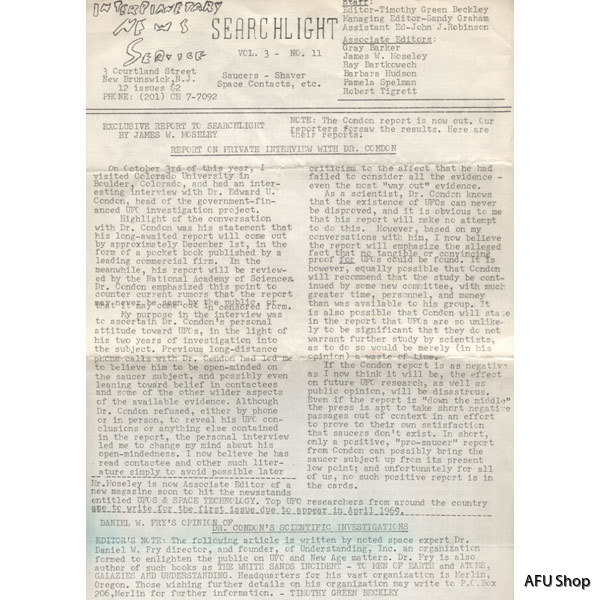 INTERPLANETARY
NEWS
SERVICE
3 Courtland Street
New Brunswick,N.J.
12 issues $2
PHONE: (201) CH 7-7092
SEARCHLIGHT
VOL. 3 - NO. 11
Saucers - Shaver
Space Contacts, etc.
Staff:
Editor-Timothy Green Beckley
Managing Editor-Sandy Graham
Assistant Ed-John J.Robinson
Associate Editors:
Gray Barker
James W. Moseley
Ray Bartkowech
Barbara Hudson
Pamela Spelman
Robert Tigrett
EXCLUSIVE REPORT TO SEARCHLIGHT
BY JAMES W. MOSELEY
NOTE: The Condon report is now out. Our
reporters forsaw the results. Here are
their reports:
REPORT ON PRIVATE INTERVIEW WITH DR. CONDON
On October 3rd of this year, I
visited Colorado University in
Boulder, Colorado, and had an inter-
esting interview with Dr. Edward U.
Condon, head of the government-fin-
anced UFO investigation project.
Highlight of the conversation
with Dr. Condon was his statement that
his long-awaited report will come out
by approximately December 1st, in the
form of a pocket book published by a
leading commercial firm. In the
meanwhile, his report will be review-
ed by the National Academy of Sciences.
Dr. Condon emphasized this point to
counter current rumors that the report
may never be seen by the public or
that it may come out in censored form.
My purpose in the interview was
to ascertain Dr. Condon's personal
attitude toward UFOs, in the light of
his two years of investigation into
the subject. Previous long-distance
phone calls with Dr. Condon had led me
to believe him to be open-minded on
the saucer subject, and possibly even
leaning toward belief in contactees
and some of the other wilder aspects
of the available evidence. Although
Dr. Condon refused, either by phone
or in person, to reveal his UFO con-
clusions or anything else contained
in the report, the personal interview
led me to change my mind about his
open-mindedness. I now believe he has
read contactee and other such liter-
ature simply to avoid possible later
criticism to the affect that he had
failed to consider all the evidence -
even the most "way out" evidence.
As a scientist, Dr. Condon knows
that the existence of UFOs can never
be disproved, and it is obvious to me
that his report will make no attempt
to do this. However, based on my
conversations with him, I now believe
the report will emphasize the alleged
fact that no tangible or convincing
proof for UFOs could be found. It is
however, equally possible that Condon
will recommend that the study be cont-
inued by some new committee, with much
greater time, personnel, and money
than was available to his group. It
is also possible that Condon will state
in the report that UFOs are so unlike-
ly to be significant that they do not
warrant further study by scientists,
as to do so would be merely (in his
opinion) a waste of time.
If the Condon report is as negative
as I now think it will be, the effect
on future UFO research, as well as
public opinion, will be disastrous.
Even if the report is "down the middle"
the press is apt to take short negative
passages out of context in an effort
to prove to their own satisfaction
that saucers don't exist. In short,
only a positive, "pro-saucer" report
from Condon can possibly bring the
saucer subject up from its present
low point; and unfortunately for all
of us, no such positive report is in
the cards.
Mr.Moseley is now Associate Editor of a
new magazine soon to hit the newsstands
entitled UFOS & SPACE TECHNOLOGY. Top UFO researchers from around the country
are to write for the first issue due to appear in April 1969.
DANIEL W. FRY'S OPINION OF
DR. CONDON'S SCIENTIFIC INVESTIGATIONS
EDITOR'S NOTE: The following article is written by noted space expert Dr.
Daniel W. Fry director, and founder, of Understanding, Inc. an organization
formed to enlighten the public on UFO and New Age matters. Dr. Fry is also
author of such books as THE WHITE SANDS INCIDENT - TO MEN OF EARTH and ATOMS,
GALAXIES AND UNDERSTANDING. Headquarters for his vast organization is Merlin,
Oregon. Those wishing further details on his organization may write to P.O.Box
206,Merlin for further information. - TIMOTHY GREEN BECKLEY
AFU Shop